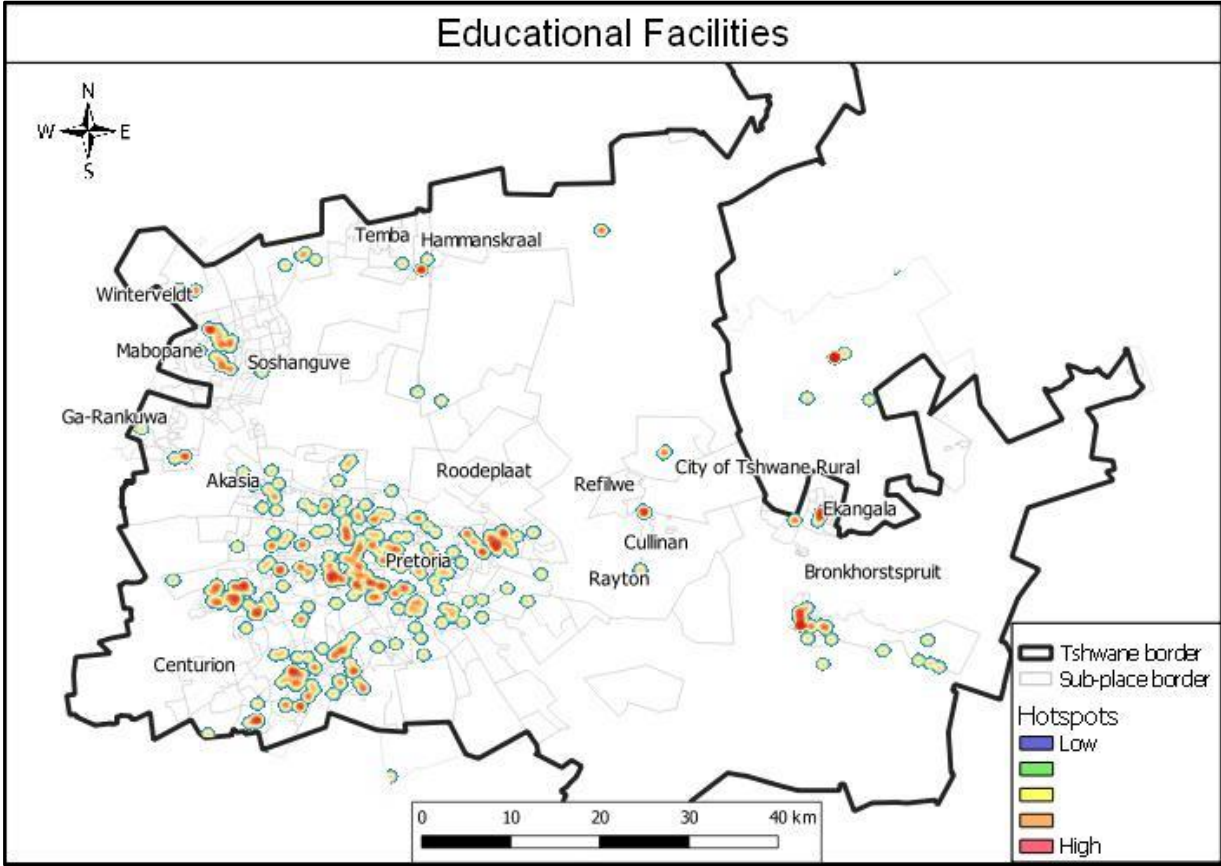 Educational Facilities
N
W E
S
Temba Hammanskraal
Winterveldt
Mabopane
Soshanguve
Ga-Rankuwa
Akasia
Roodeplaat
City of Tshwane Rural
Refilwe
Ekangala
Cullinan
Pretoria
Rayton
Bronkhorstspruit
Centurion
Tshwane border
Sub-place border
Hotspots
Low
High
0 10 20 30 40 km